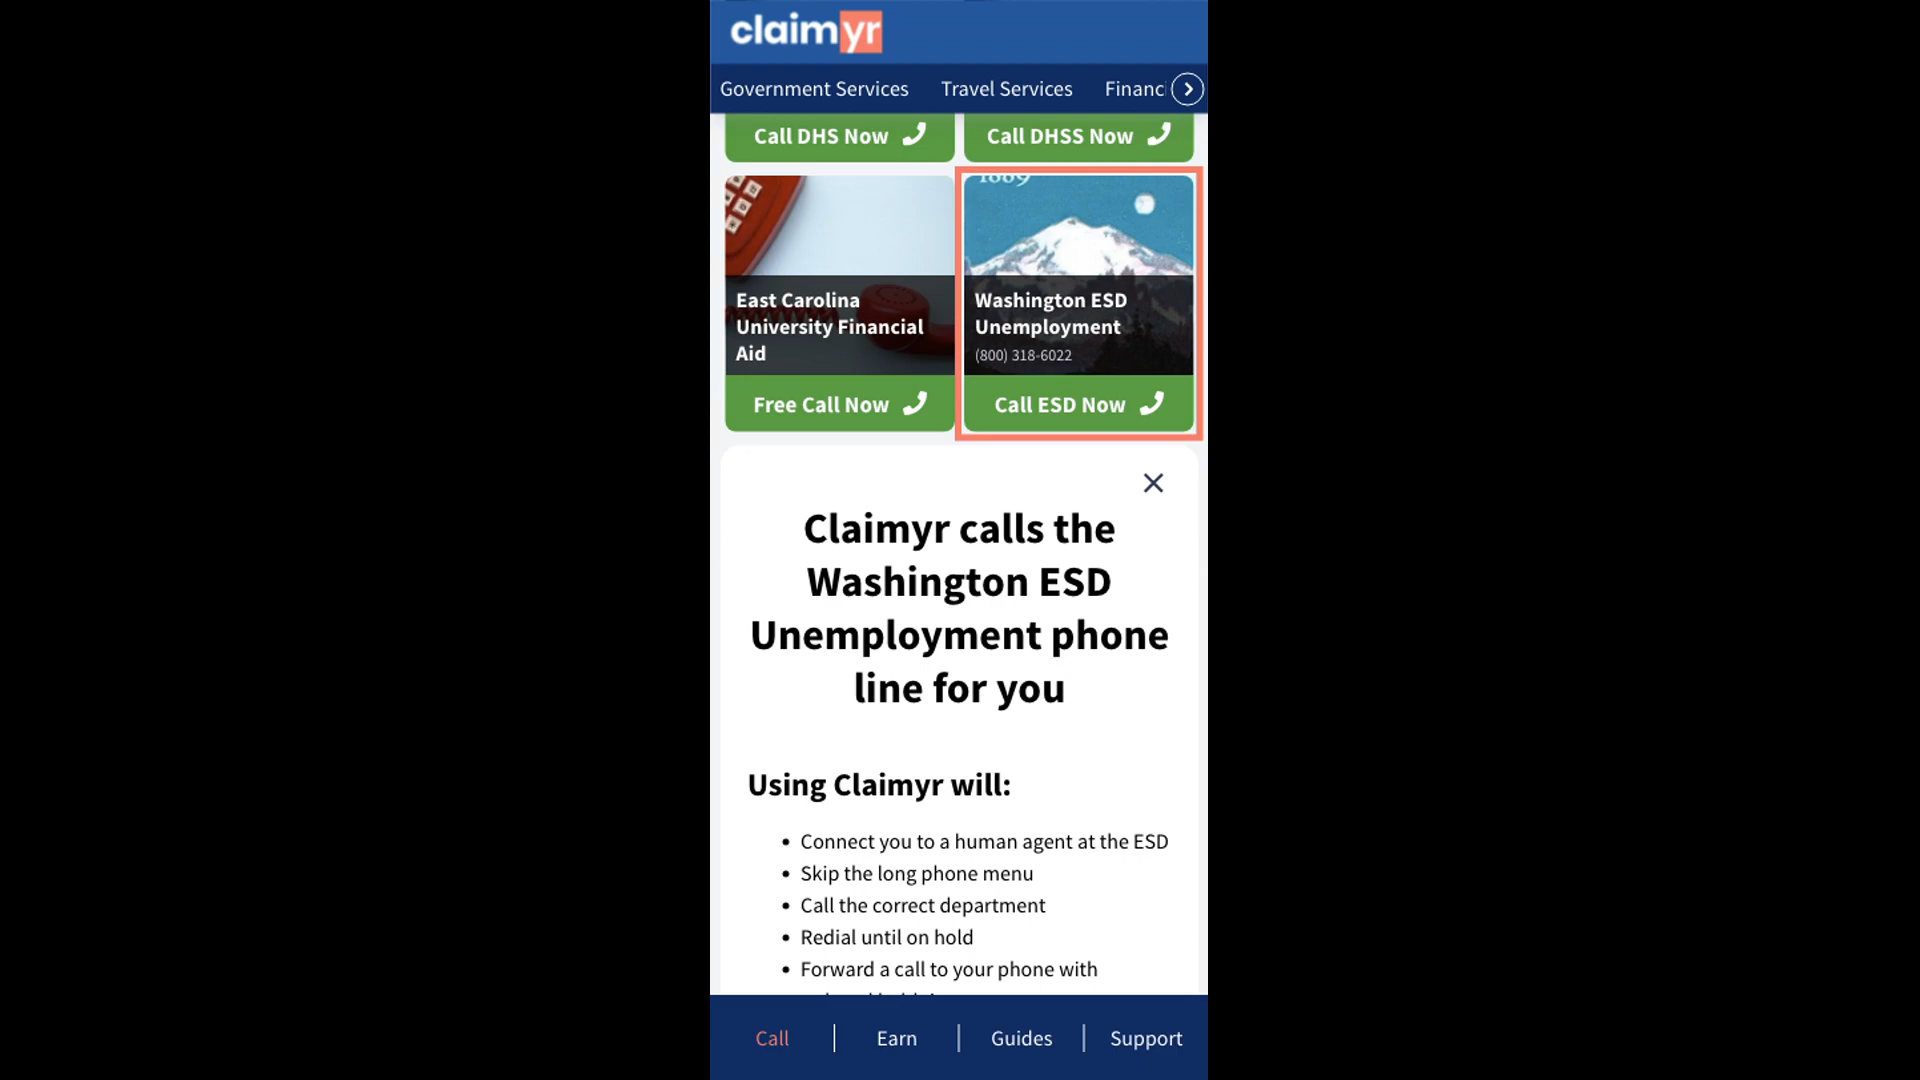 claimyr
Government Services Travel Services Financ
Call DHS Now Call DHSS Now
1889
East Carolina
University Financial
Aid
Free Call Now
Washington ESD
Unemployment
(800) 318-6022
Call ESD Now
Claimyr calls the
Washington ESD
Unemployment phone
line for you
Using Claimyr will:
• Connect you to a human agent at the ESD
• Skip the long phone menu
• Call the correct department
• Redial until on hold
• Forward a call to your phone with
Call | Earn | Guides | Support